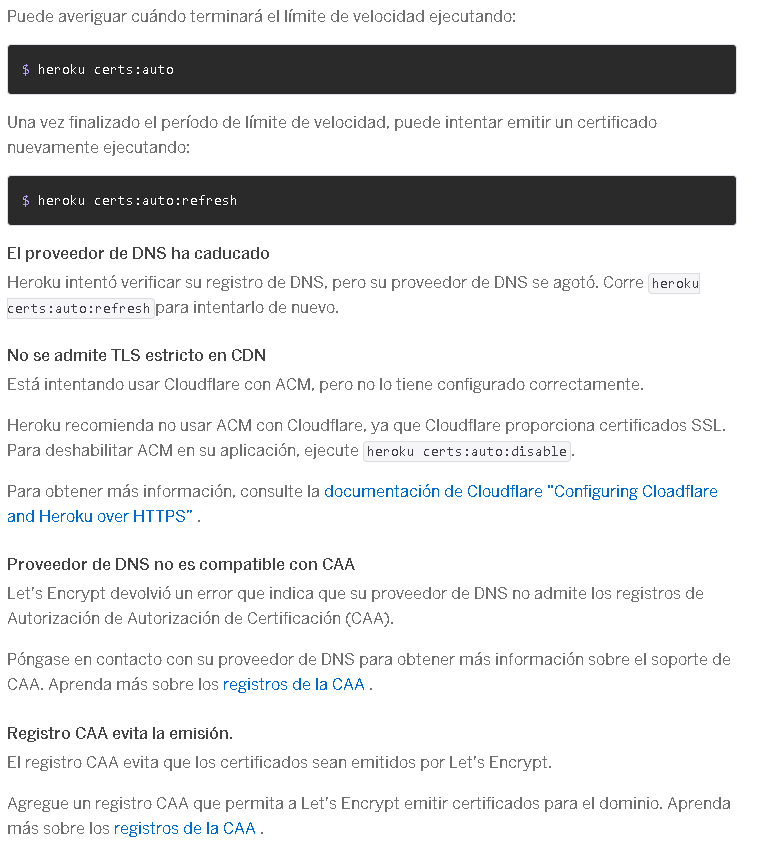 Puede averiguar cuándo terminará el límite de velocidad ejecutando:
$ heroku certs:auto
Una vez finalizado el período de límite de velocidad, puede intentar emitir un certificado
nuevamente ejecutando:
$ heroku certs:auto:refresh
El proveedor de DNS ha caducado
Heroku intentó verificar su registro de DNS, pero su proveedor de DNS se agotó. Corre heroku
certs:auto:refresh para intentarlo de nuevo.
No se admite TLS estricto en CDN
Está intentando usar Cloudflare con ACM, pero no lo tiene configurado correctamente.
Heroku recomienda no usar ACM con Cloudflare, ya que Cloudflare proporciona certificados SSL.
Para deshabilitar ACM en su aplicación, ejecute heroku certs:auto:disable.
Para obtener más información, consulte la documentación de Cloudflare "Configuring Cloadflare
and Heroku over HTTPS" .
Proveedor de DNS no es compatible con CAA
Let's Encrypt devolvió un error que indica que su proveedor de DNS no admite los registros de
Autorización de Autorización de Certificación (CAA).
Póngase en contacto con su proveedor de DNS para obtener más información sobre el soporte de
CAA. Aprenda más sobre los registros de la CAA .
Registro CAA evita la emisión.
El registro CAA evita que los certificados sean emitidos por Let's Encrypt.
Agregue un registro CAA que permita a Let's Encrypt emitir certificados para el dominio. Aprenda
más sobre los registros de la CAA .